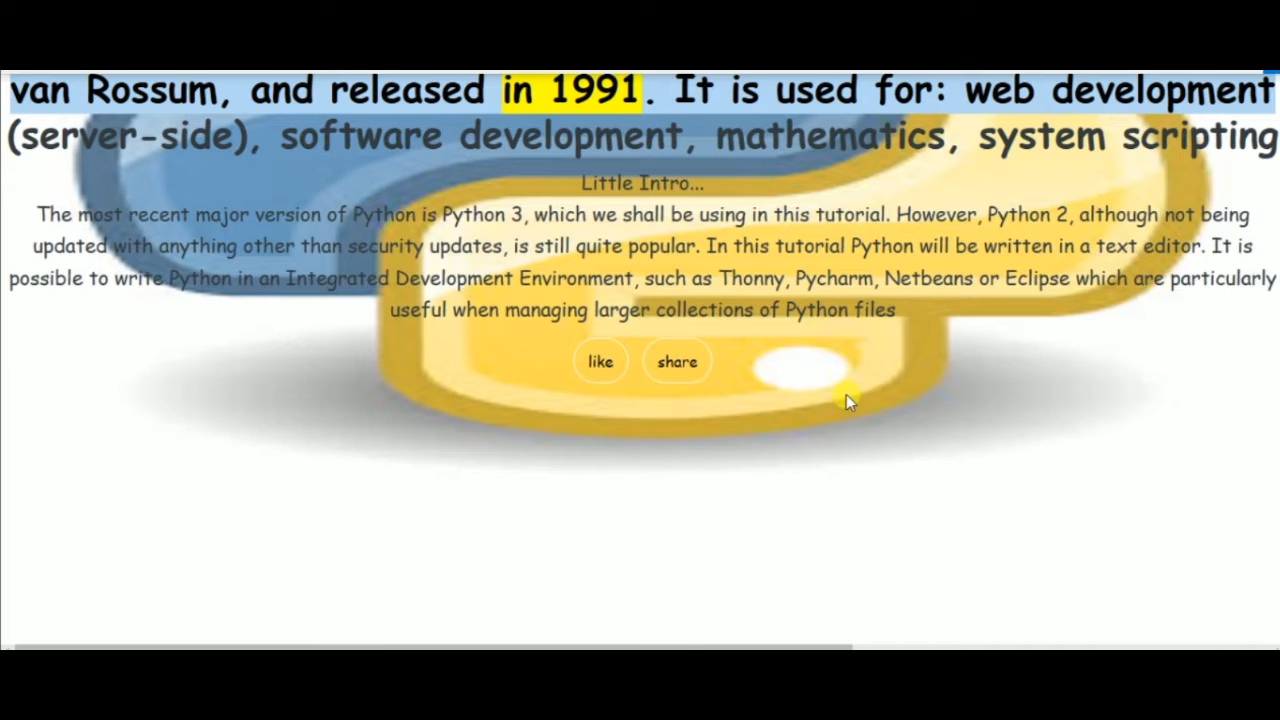 van Rossum, and released in 1991. It is used for: web development
(server-side), software development, mathematics, system scripting
Little Intro...
The most recent major version of Python is Python 3, which we shall be using in this tutorial. However, Python 2, although not being
updated with anything other than security updates, is still quite popular. In this tutorial Python will be written in a text editor. It is
possible to write Python in an Integrated Development Environment, such as Thonny, Pycharm, Netbeans or Eclipse which are particularly
useful when managing larger collections of Python files
like share